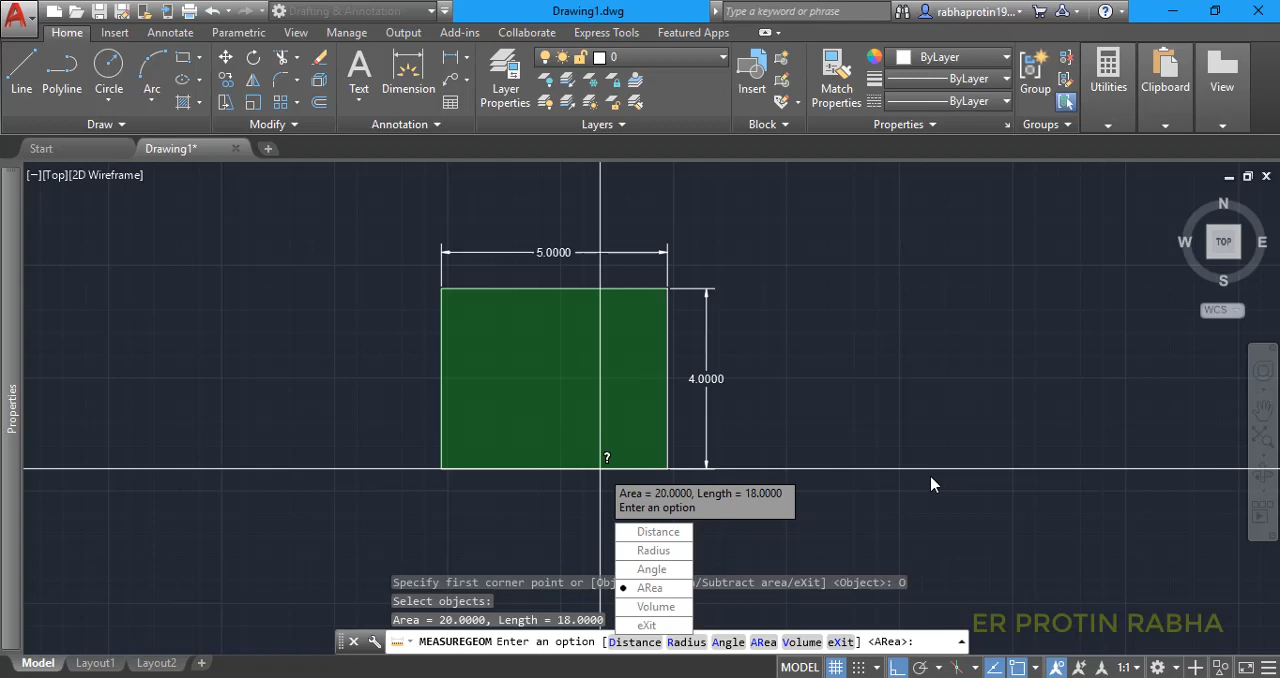 Drafting & Annotation
Drawing1.dwg
Type a keyword or phrase
rabhaprotin19...
Home Insert Annotate Parametric View Manage Output Add-ins Collaborate Express Tools Featured Apps
Line Polyline Circle Arc
Text Dimension
Layer Properties
0
Insert
Match Properties
ByLayer
ByLayer
ByLayer
Group
Utilities
Clipboard
View
Draw Modify Annotation Layers Block Properties Groups
Start Drawing1*
[−][Top][2D Wireframe]
N
W TOP E
S
WCS
5.0000
4.0000
Properties
?
Area = 20.0000, Length = 18.0000
Enter an option
Distance
Radius
Angle
ARea
Volume
eXit
Specify first corner point or [Obj
/Subtract area/eXit] <Object>: O
Select objects:
Area = 20.0000, Length = 18.0000
ER PROTIN RABHA
MEASUREGEOM Enter an option [Distance Radius Angle ARea Volume eXit] <ARea>:
Model Layout1 Layout2
MODEL 1:1